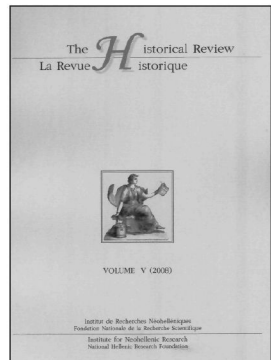 The Historical Review
La Revue Historique
VOLUME V (2008)
Institut de Recherches Néohelléniques
Fondation Nationale de la Recherche Scientifique
Institute for Neohellenic Research
National Hellenic Research Foundation